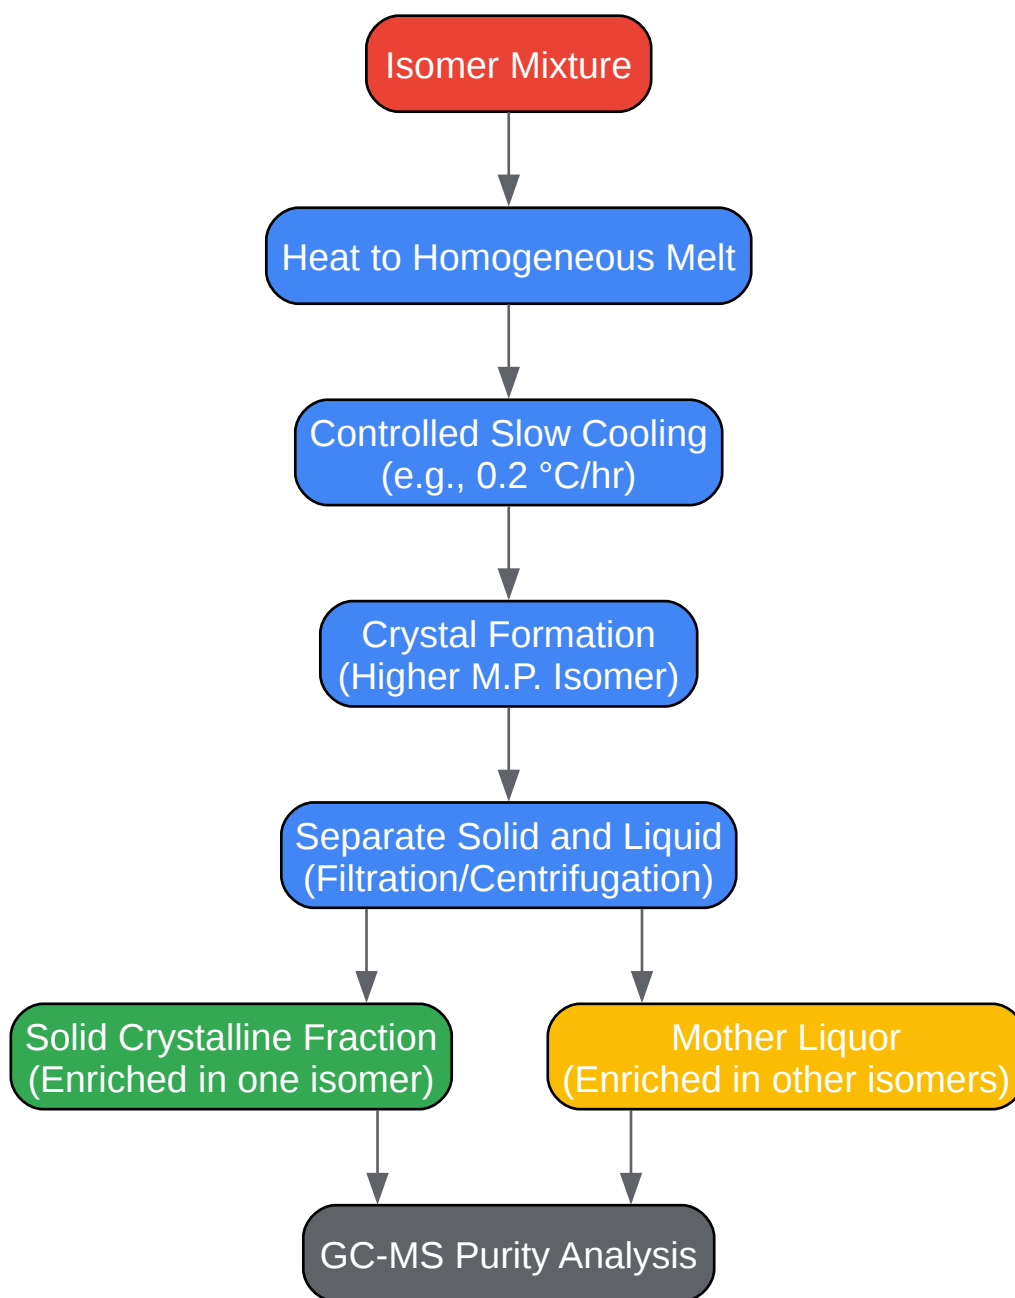 Isomer Mixture
Heat to Homogeneous Melt
Controlled Slow Cooling
(e.g., 0.2 °C/hr)
Crystal Formation
(Higher M.P. Isomer)
Separate Solid and Liquid
(Filtration/Centrifugation)
Solid Crystalline Fraction
(Enriched in one isomer)
Mother Liquor
(Enriched in other isomers)
GC-MS Purity Analysis